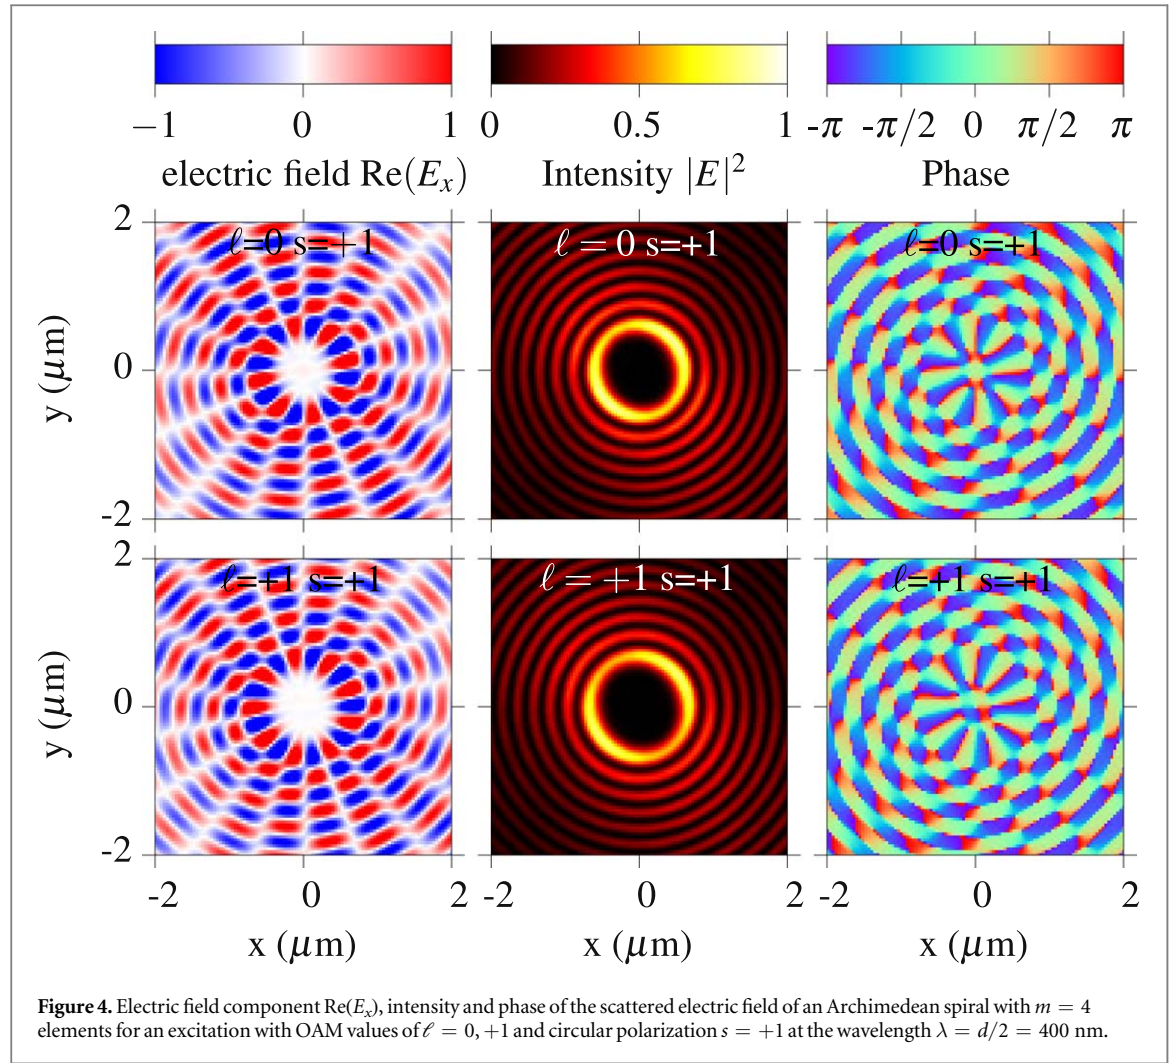 −1 0 1 0 0.5 1 -π -π/2 0 π/2 π
electric field Re(Eₓ) Intensity |E|² Phase
2
ℓ=0 s=+1 ℓ = 0 s=+1 ℓ=0 s=+1
y (μm) 0
-2
2
ℓ=+1 s=+1 ℓ = +1 s=+1 ℓ=+1 s=+1
y (μm) 0
-2
-2 0 2 -2 0 2 -2 0 2
x (μm) x (μm) x (μm)
Figure 4. Electric field component Re(Eₓ), intensity and phase of the scattered electric field of an Archimedean spiral with m = 4
elements for an excitation with OAM values of ℓ = 0, +1 and circular polarization s = +1 at the wavelength λ = d/2 = 400 nm.